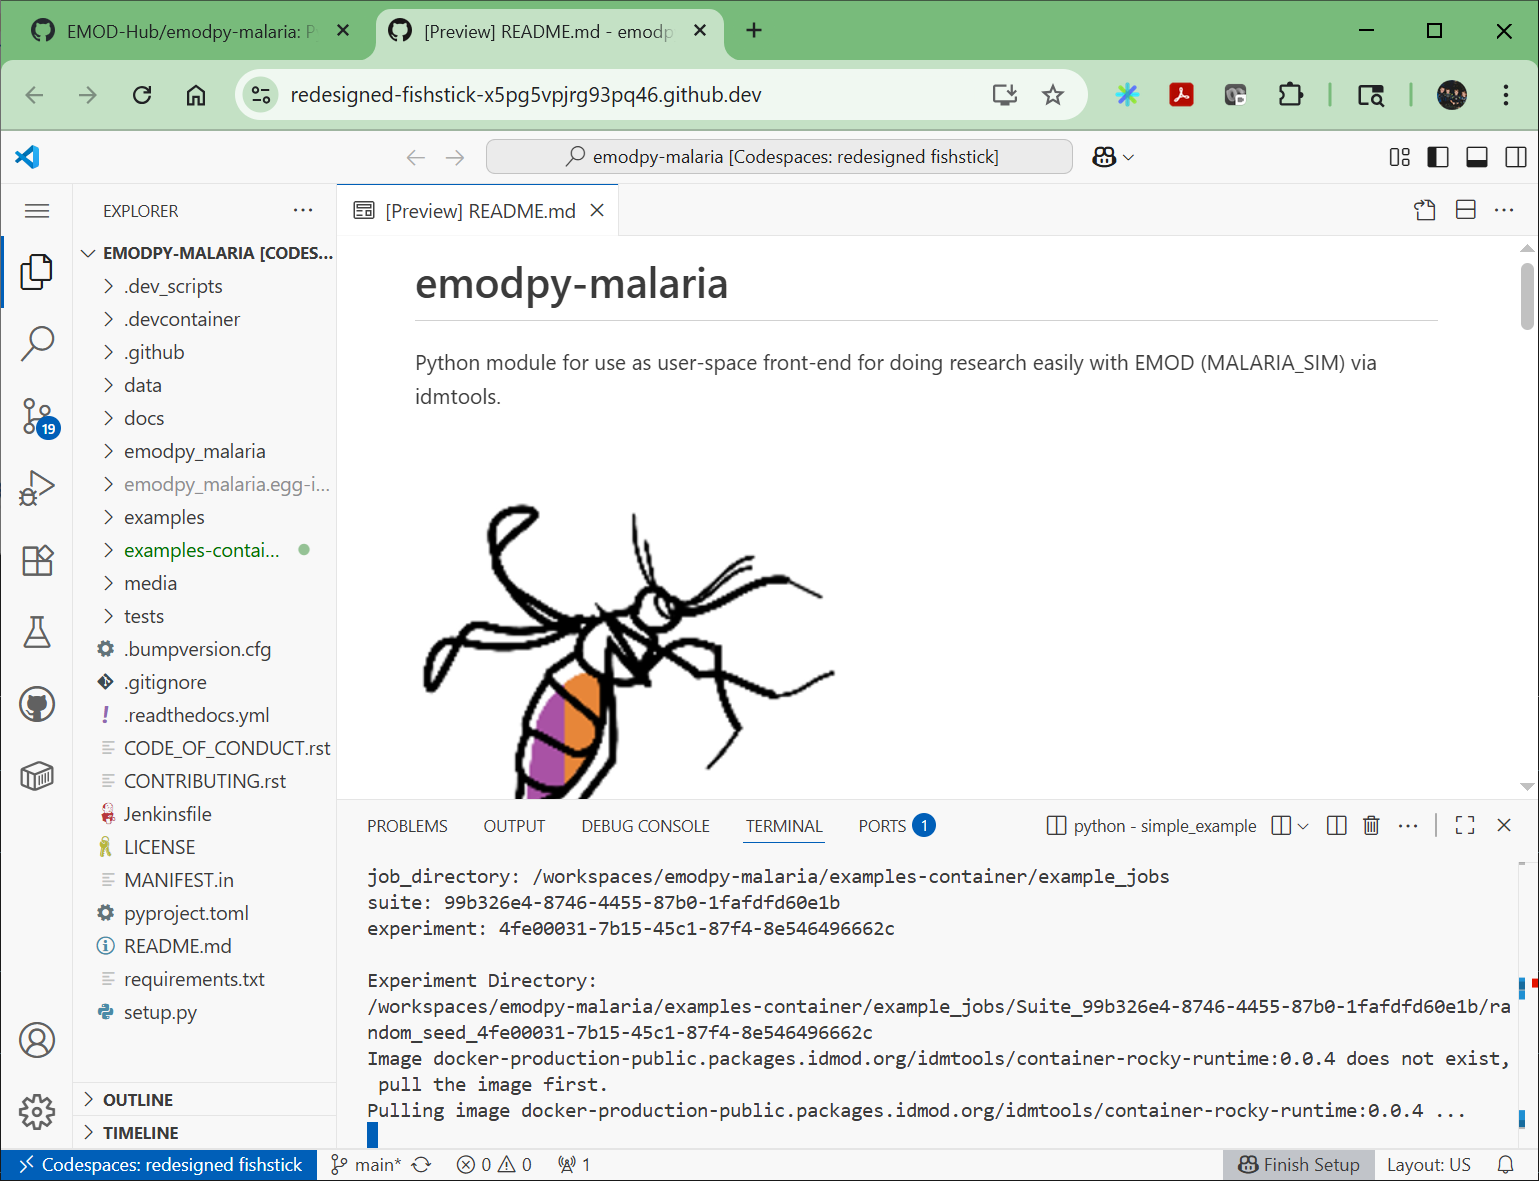 EMOD-Hub/emodpy-malaria: P
[Preview] README.md - emodp
redesigned-fishstick-x5pg5vpjrg93pq46.github.dev
emodpy-malaria [Codespaces: redesigned fishstick]
EXPLORER
[Preview] README.md
EMODPY-MALARIA [CODES...
.dev_scripts
.devcontainer
.github
data
docs
emodpy_malaria
emodpy_malaria.egg-i...
examples
examples-contai...
media
tests
.bumpversion.cfg
.gitignore
.readthedocs.yml
CODE_OF_CONDUCT.rst
CONTRIBUTING.rst
Jenkinsfile
LICENSE
MANIFEST.in
pyproject.toml
README.md
requirements.txt
setup.py
OUTLINE
TIMELINE
19
emodpy-malaria
Python module for use as user-space front-end for doing research easily with EMOD (MALARIA_SIM) via
idmtools.
PROBLEMS OUTPUT DEBUG CONSOLE TERMINAL PORTS 1 python - simple_example
job_directory: /workspaces/emodpy-malaria/examples-container/example_jobs
suite: 99b326e4-8746-4455-87b0-1fafdfd60e1b
experiment: 4fe00031-7b15-45c1-87f4-8e546496662c
Experiment Directory:
/workspaces/emodpy-malaria/examples-container/example_jobs/Suite_99b326e4-8746-4455-87b0-1fafdfd60e1b/ra
ndom_seed_4fe00031-7b15-45c1-87f4-8e546496662c
Image docker-production-public.packages.idmod.org/idmtools/container-rocky-runtime:0.0.4 does not exist,
pull the image first.
Pulling image docker-production-public.packages.idmod.org/idmtools/container-rocky-runtime:0.0.4 ...
Codespaces: redesigned fishstick main* 0 0 1 Finish Setup Layout: US